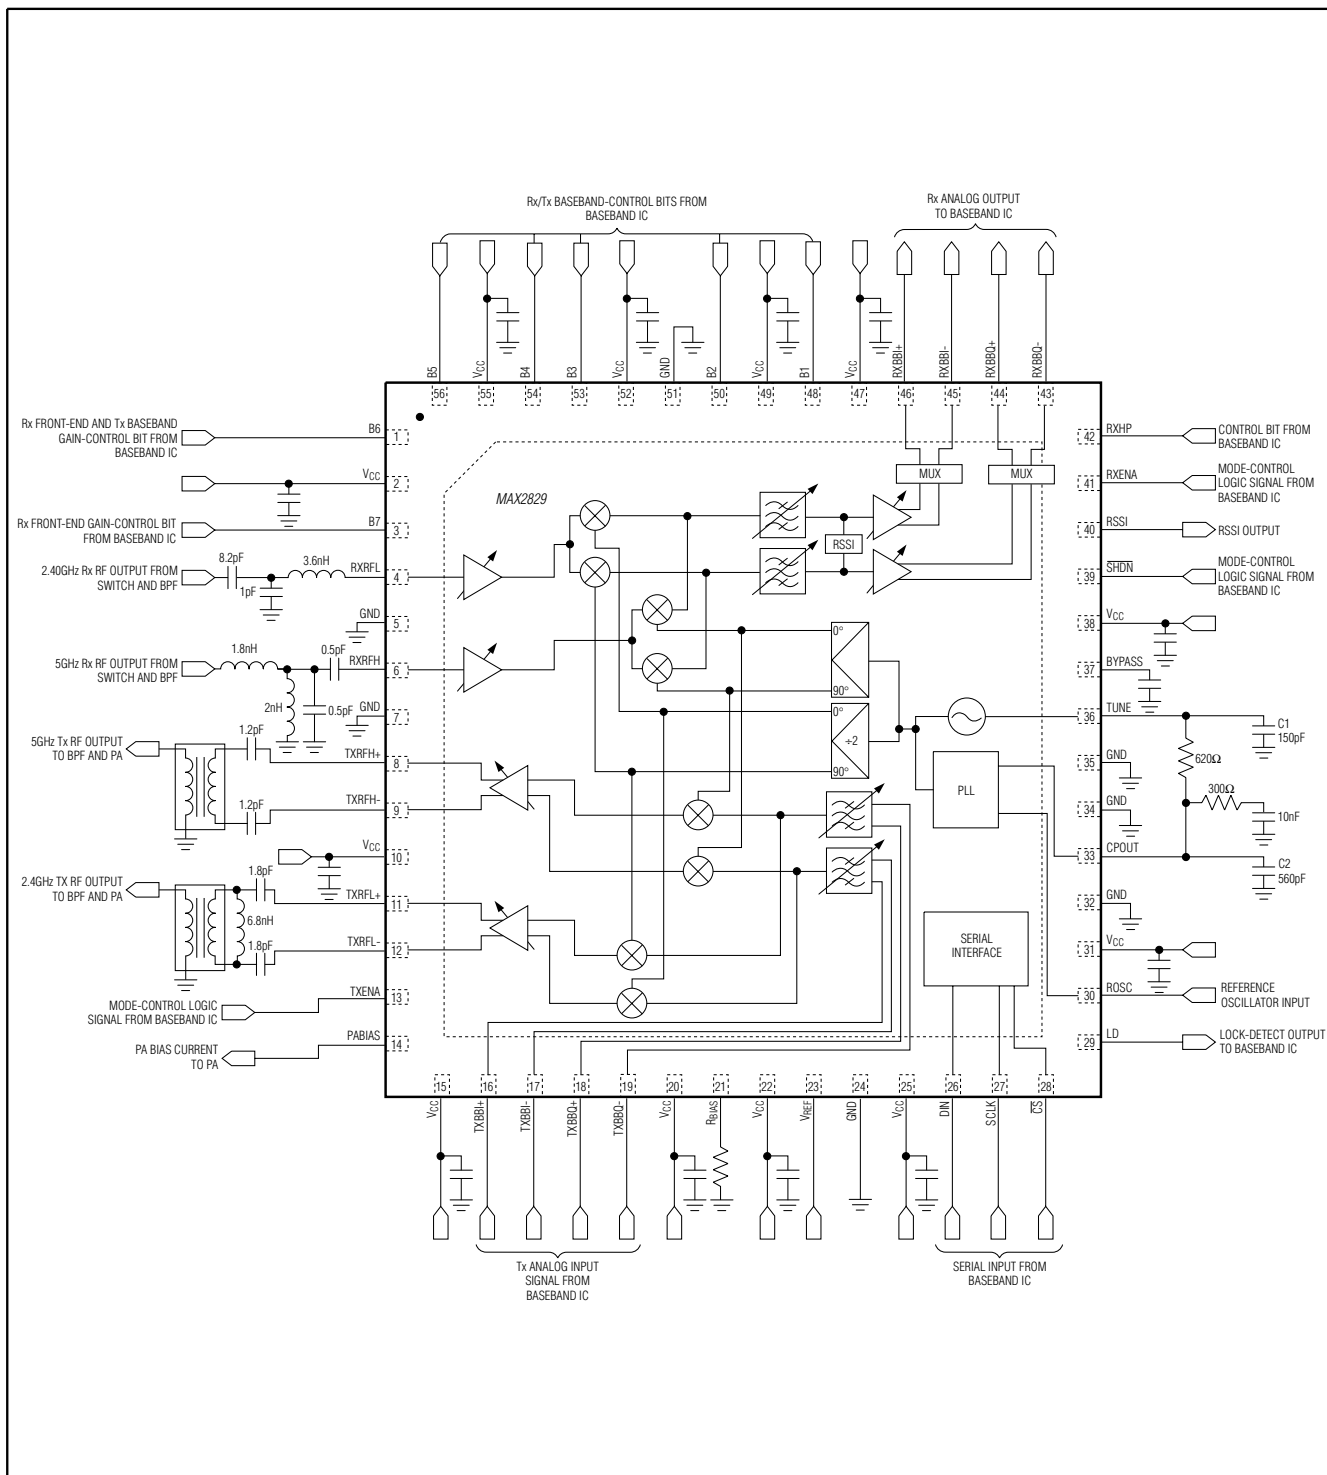 Rx/Tx BASEBAND-CONTROL BITS FROM
BASEBAND IC
Rx ANALOG OUTPUT
TO BASEBAND IC
B5
VCC
B4
B3
VCC
GND
B2
VCC
B1
VCC
RXBBI+
RXBBI-
RXBBQ+
RXBBQ-
56
55
54
53
52
51
50
49
48
47
46
45
44
43
Rx FRONT-END AND Tx BASEBAND
GAIN-CONTROL BIT FROM
BASEBAND IC
B6
1
VCC
2
Rx FRONT-END GAIN-CONTROL BIT
FROM BASEBAND IC
B7
3
2.40GHz Rx RF OUTPUT FROM
SWITCH AND BPF
8.2pF
1pF
3.6nH
RXRFL
4
GND
5
5GHz Rx RF OUTPUT FROM
SWITCH AND BPF
1.8nH
2nH
0.5pF
0.5pF
RXRFH
6
GND
7
5GHz Tx RF OUTPUT
TO BPF AND PA
1.2pF
TXRFH+
8
1.2pF
TXRFH-
9
VCC
10
2.4GHz TX RF OUTPUT
TO BPF AND PA
1.8pF
6.8nH
1.8pF
TXRFL+
11
TXRFL-
12
MODE-CONTROL LOGIC
SIGNAL FROM BASEBAND IC
TXENA
13
PA BIAS CURRENT
TO PA
PABIAS
14
MAX2829
MUX
MUX
RSSI
0°
90°
0°
÷2
90°
PLL
SERIAL
INTERFACE
42
RXHP
CONTROL BIT FROM
BASEBAND IC
41
RXENA
MODE-CONTROL
LOGIC SIGNAL FROM
BASEBAND IC
40
RSSI
RSSI OUTPUT
39
SHDN
MODE-CONTROL
LOGIC SIGNAL FROM
BASEBAND IC
38
VCC
37
BYPASS
36
TUNE
C1
150pF
620Ω
35
GND
300Ω
10nF
34
GND
33
CPOUT
C2
560pF
32
GND
31
VCC
30
ROSC
REFERENCE
OSCILLATOR INPUT
29
LD
LOCK-DETECT OUTPUT
TO BASEBAND IC
15
16
17
18
19
20
21
22
23
24
25
26
27
28
VCC
TXBBI+
TXBBI-
TXBBQ+
TXBBQ-
VCC
RBIAS
VCC
VREF
GND
VCC
DIN
SCLK
CS
Tx ANALOG INPUT
SIGNAL FROM
BASEBAND IC
SERIAL INPUT FROM
BASEBAND IC